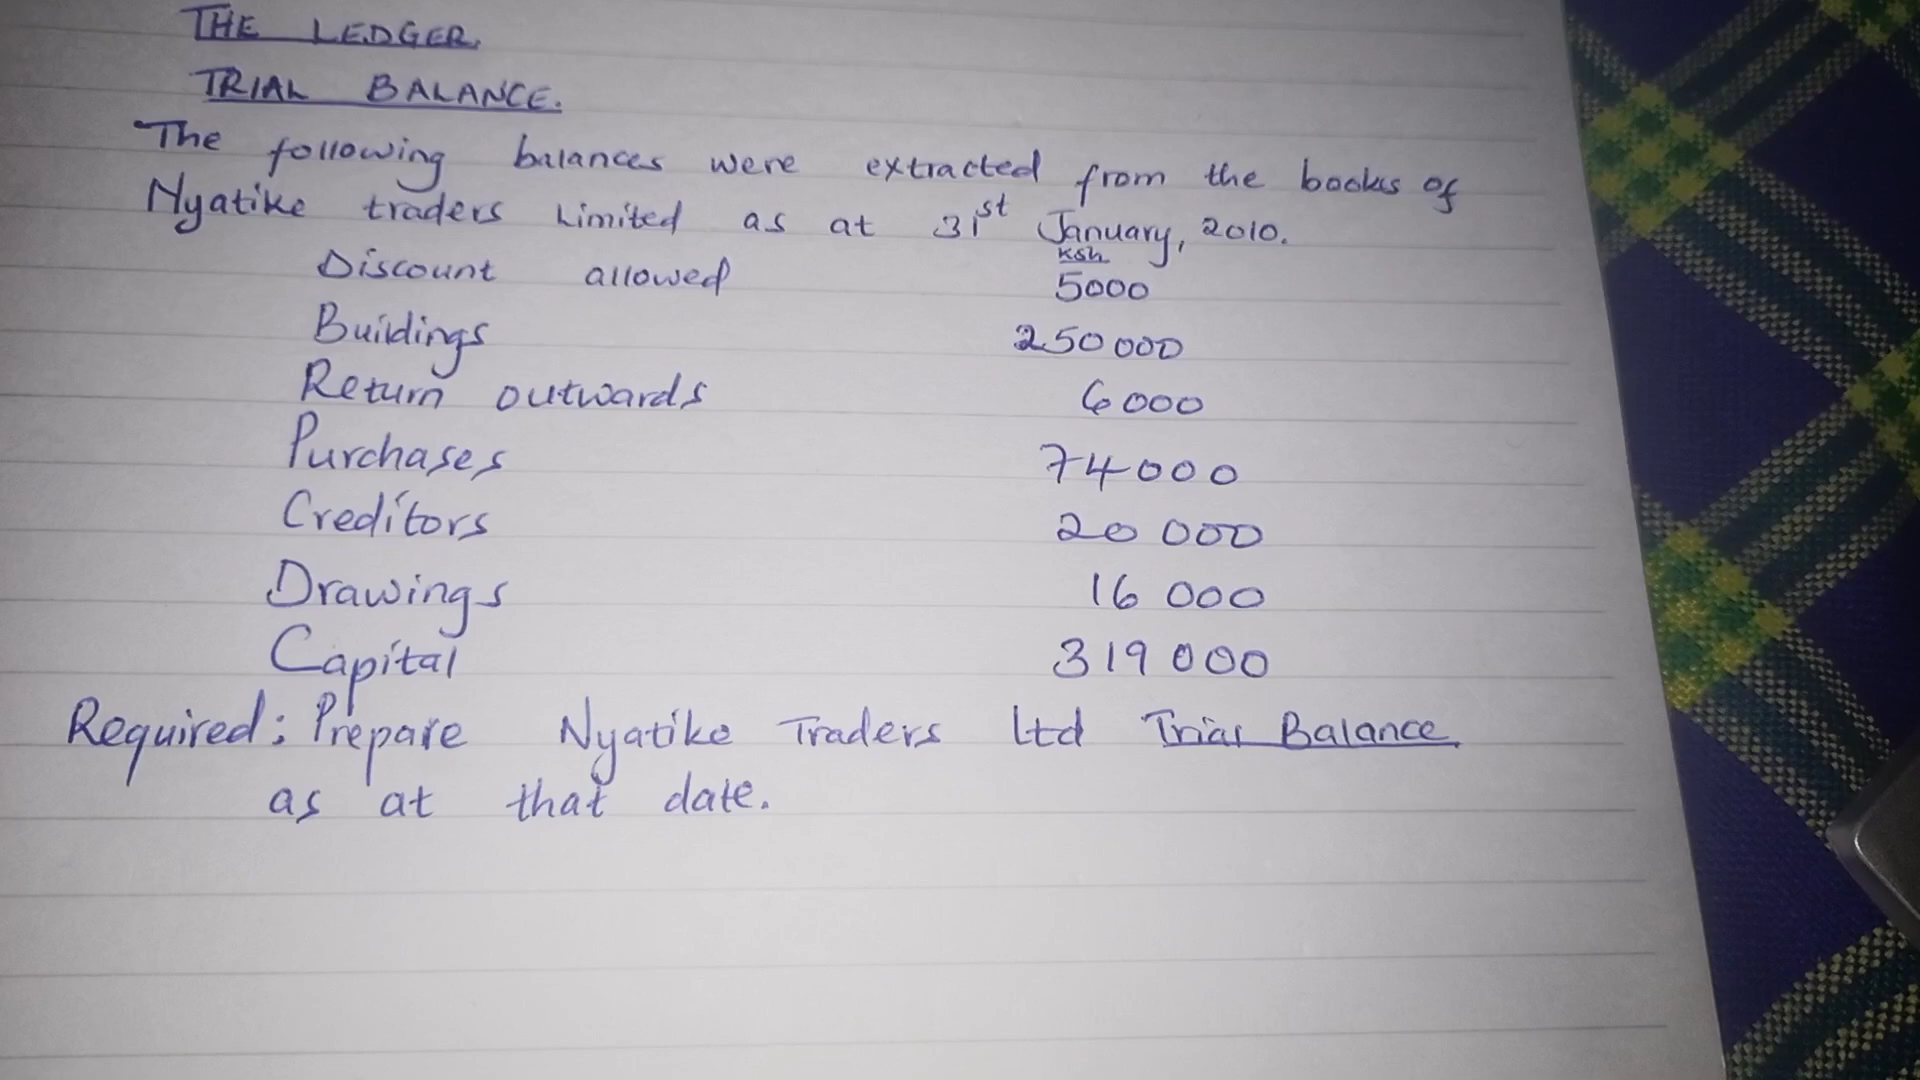 THE LEDGER.
TRIAL BALANCE.
The following balances were extracted from the books of
Nyatike traders Limited as at 31st January, 2010.
Ksh
Discount allowed 5000
Buildings 250 000
Return outwards 6000
Purchases 74000
Creditors 20 000
Drawings 16 000
Capital 319 000
Required: Prepare Nyatike Traders Ltd Trial Balance
as at that date.